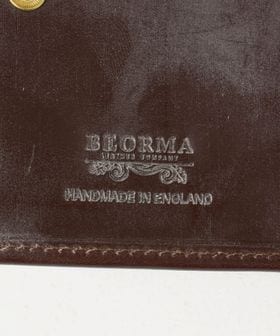 BEORMA
LEATHER COMPANY
HANDMADE IN ENGLAND